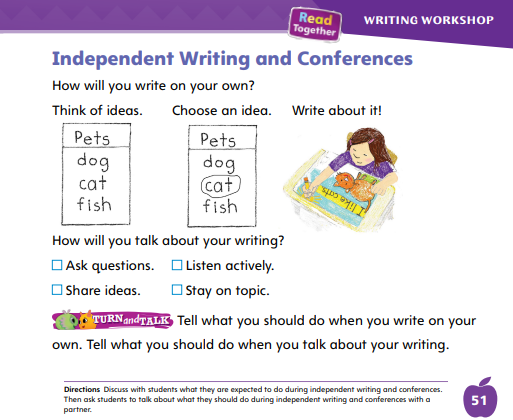 Read
Together
WRITING WORKSHOP
Independent Writing and Conferences
How will you write on your own?
Think of ideas. Choose an idea. Write about it!
Pets
dog
cat
fish
Pets
dog
cat
fish
I like cats.
How will you talk about your writing?
Ask questions. Listen actively.
Share ideas. Stay on topic.
TURN and TALK Tell what you should do when you write on your
own. Tell what you should do when you talk about your writing.
Directions Discuss with students what they are expected to do during independent writing and conferences.
Then ask students to talk about what they should do during independent writing and conferences with a
partner.
51